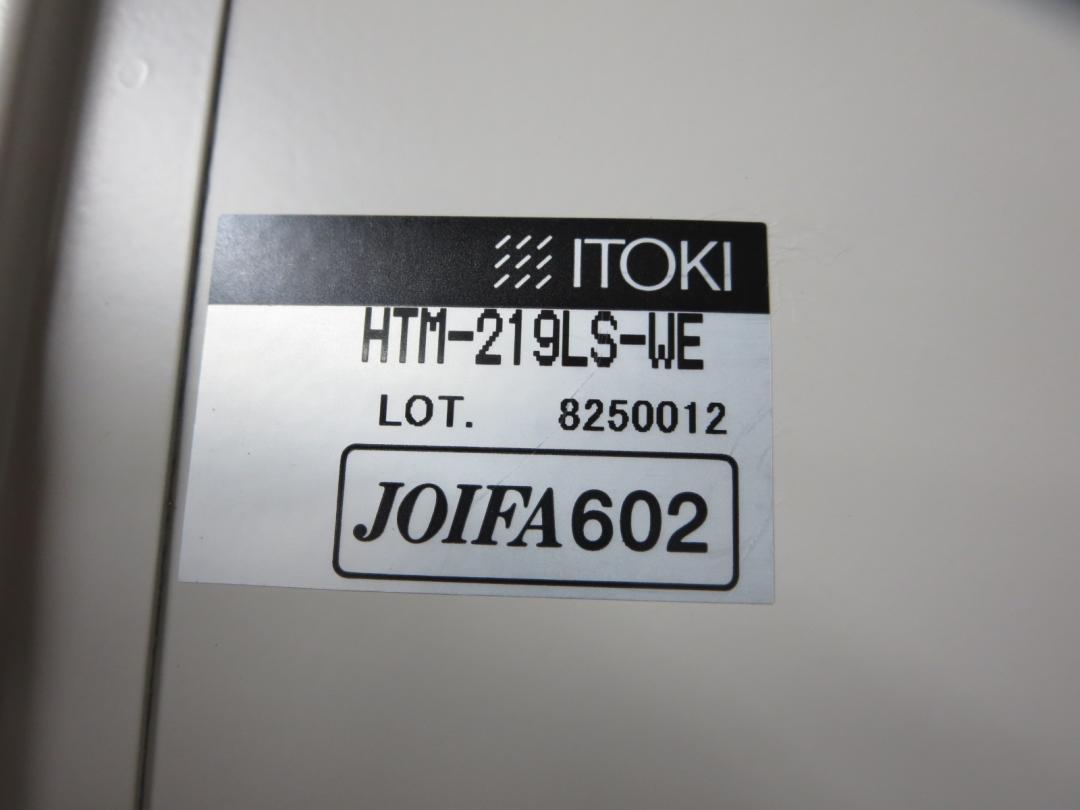 ITOKI
HTM-219LS-WE
LOT. 8250012
JOIFA602